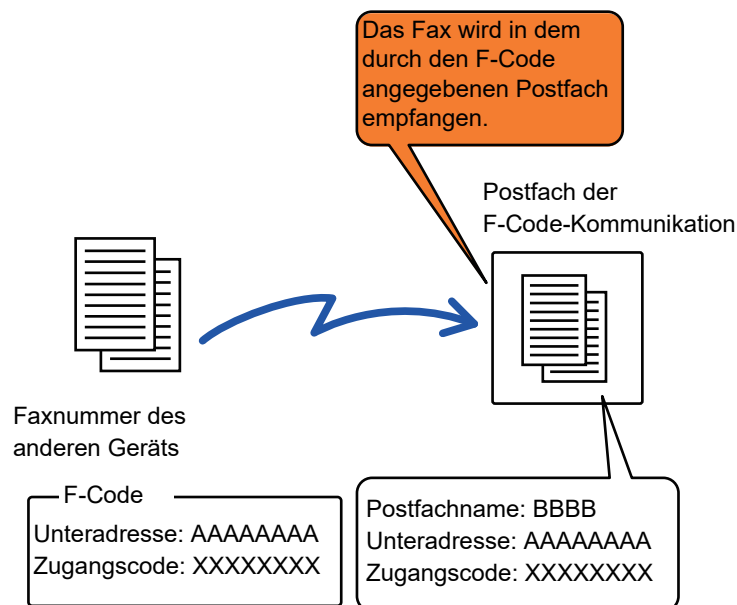 Das Fax wird in dem
durch den F-Code
angegebenen Postfach
empfangen.
Postfach der
F-Code-Kommunikation
Faxnummer des
anderen Geräts
F-Code
Unteradresse: AAAAAAAA
Zugangscode: XXXXXXXX
Postfachname: BBBB
Unteradresse: AAAAAAAA
Zugangscode: XXXXXXXX